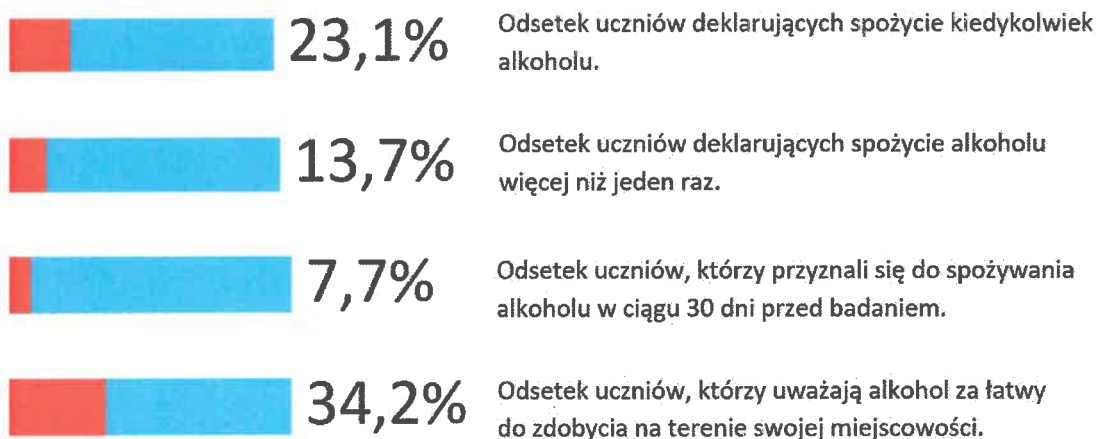 23,1%
Odsetek uczniów deklarujących spożycie kiedykolwiek
alkoholu.
13,7%
Odsetek uczniów deklarujących spożycie alkoholu
więcej niż jeden raz.
7,7%
Odsetek uczniów, którzy przyznali się do spożywania
alkoholu w ciągu 30 dni przed badaniem.
34,2%
Odsetek uczniów, którzy uważają alkohol za łatwy
do zdobycia na terenie swojej miejscowości.